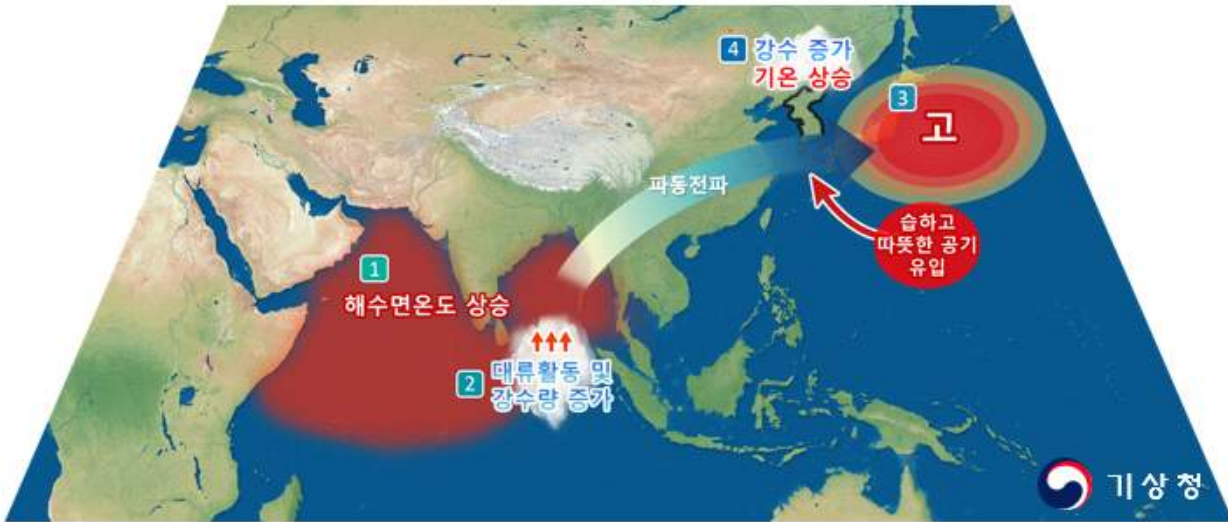 1
해수면온도 상승
2
대류활동 및
강수량 증가
파동전파
3
고
습하고
따뜻한 공기
유입
4 강수 증가
기온 상승
기상청